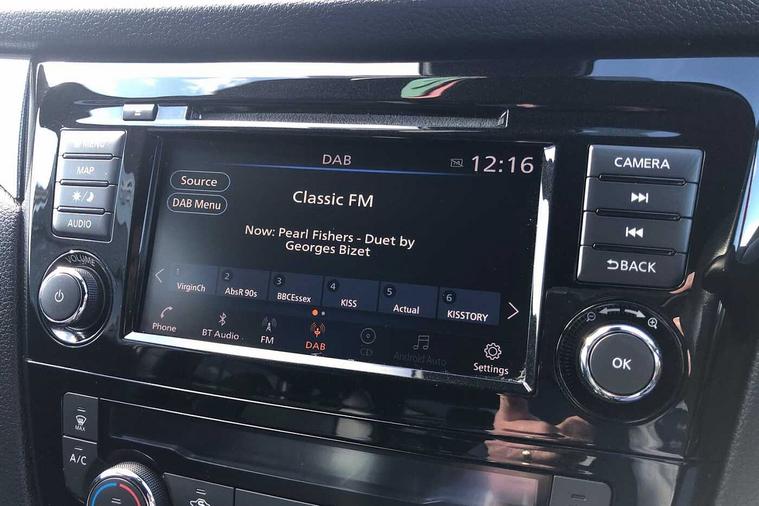 MENU
MAP
AUDIO
VOLUME
DAB
12:16
Source
DAB Menu
Classic FM
Now: Pearl Fishers - Duet by
Georges Bizet
1 VirginCh
2 AbsR 90s
3 BBCEssex
4 KISS
5 Actual
6 KISSTORY
Phone
BT Audio
FM
DAB
CD
Android Auto
Settings
CAMERA
BACK
OK
MAX
A/C